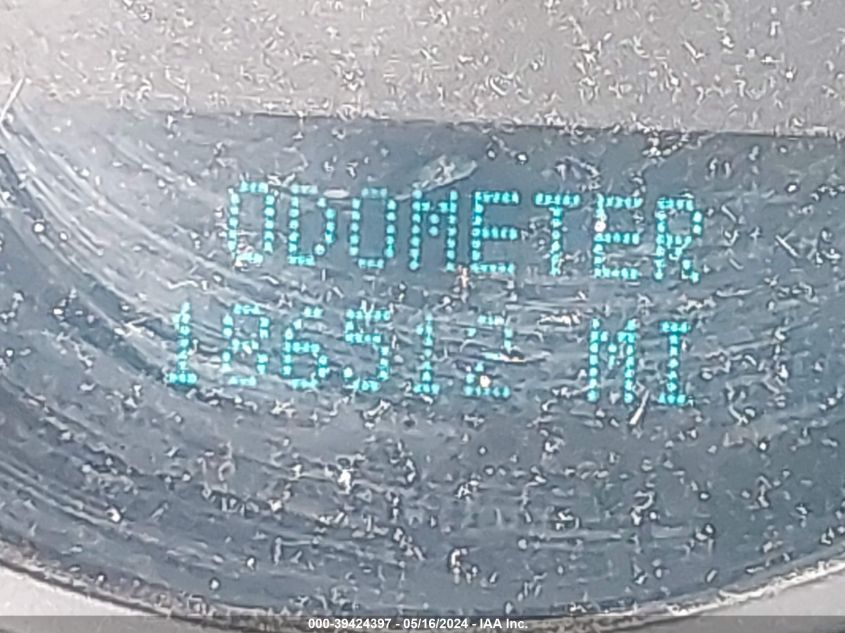 ODOMETER
186512 MI
000-39424397 - 05/16/2024 - IAA Inc.